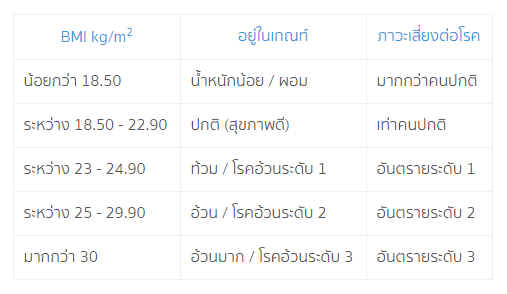 BMI kg/m² อยู่ในเกณท์ ภาวะเสี่ยงต่อโรค
น้อยกว่า 18.50 น้ำหนักน้อย / ผอม มากกว่าคนปกติ
ระหว่าง 18.50 - 22.90 ปกติ (สุขภาพดี) เท่าคนปกติ
ระหว่าง 23 - 24.90 ท้วม / โรคอ้วนระดับ 1 อันตรายระดับ 1
ระหว่าง 25 - 29.90 อ้วน / โรคอ้วนระดับ 2 อันตรายระดับ 2
มากกว่า 30 อ้วนมาก / โรคอ้วนระดับ 3 อันตรายระดับ 3